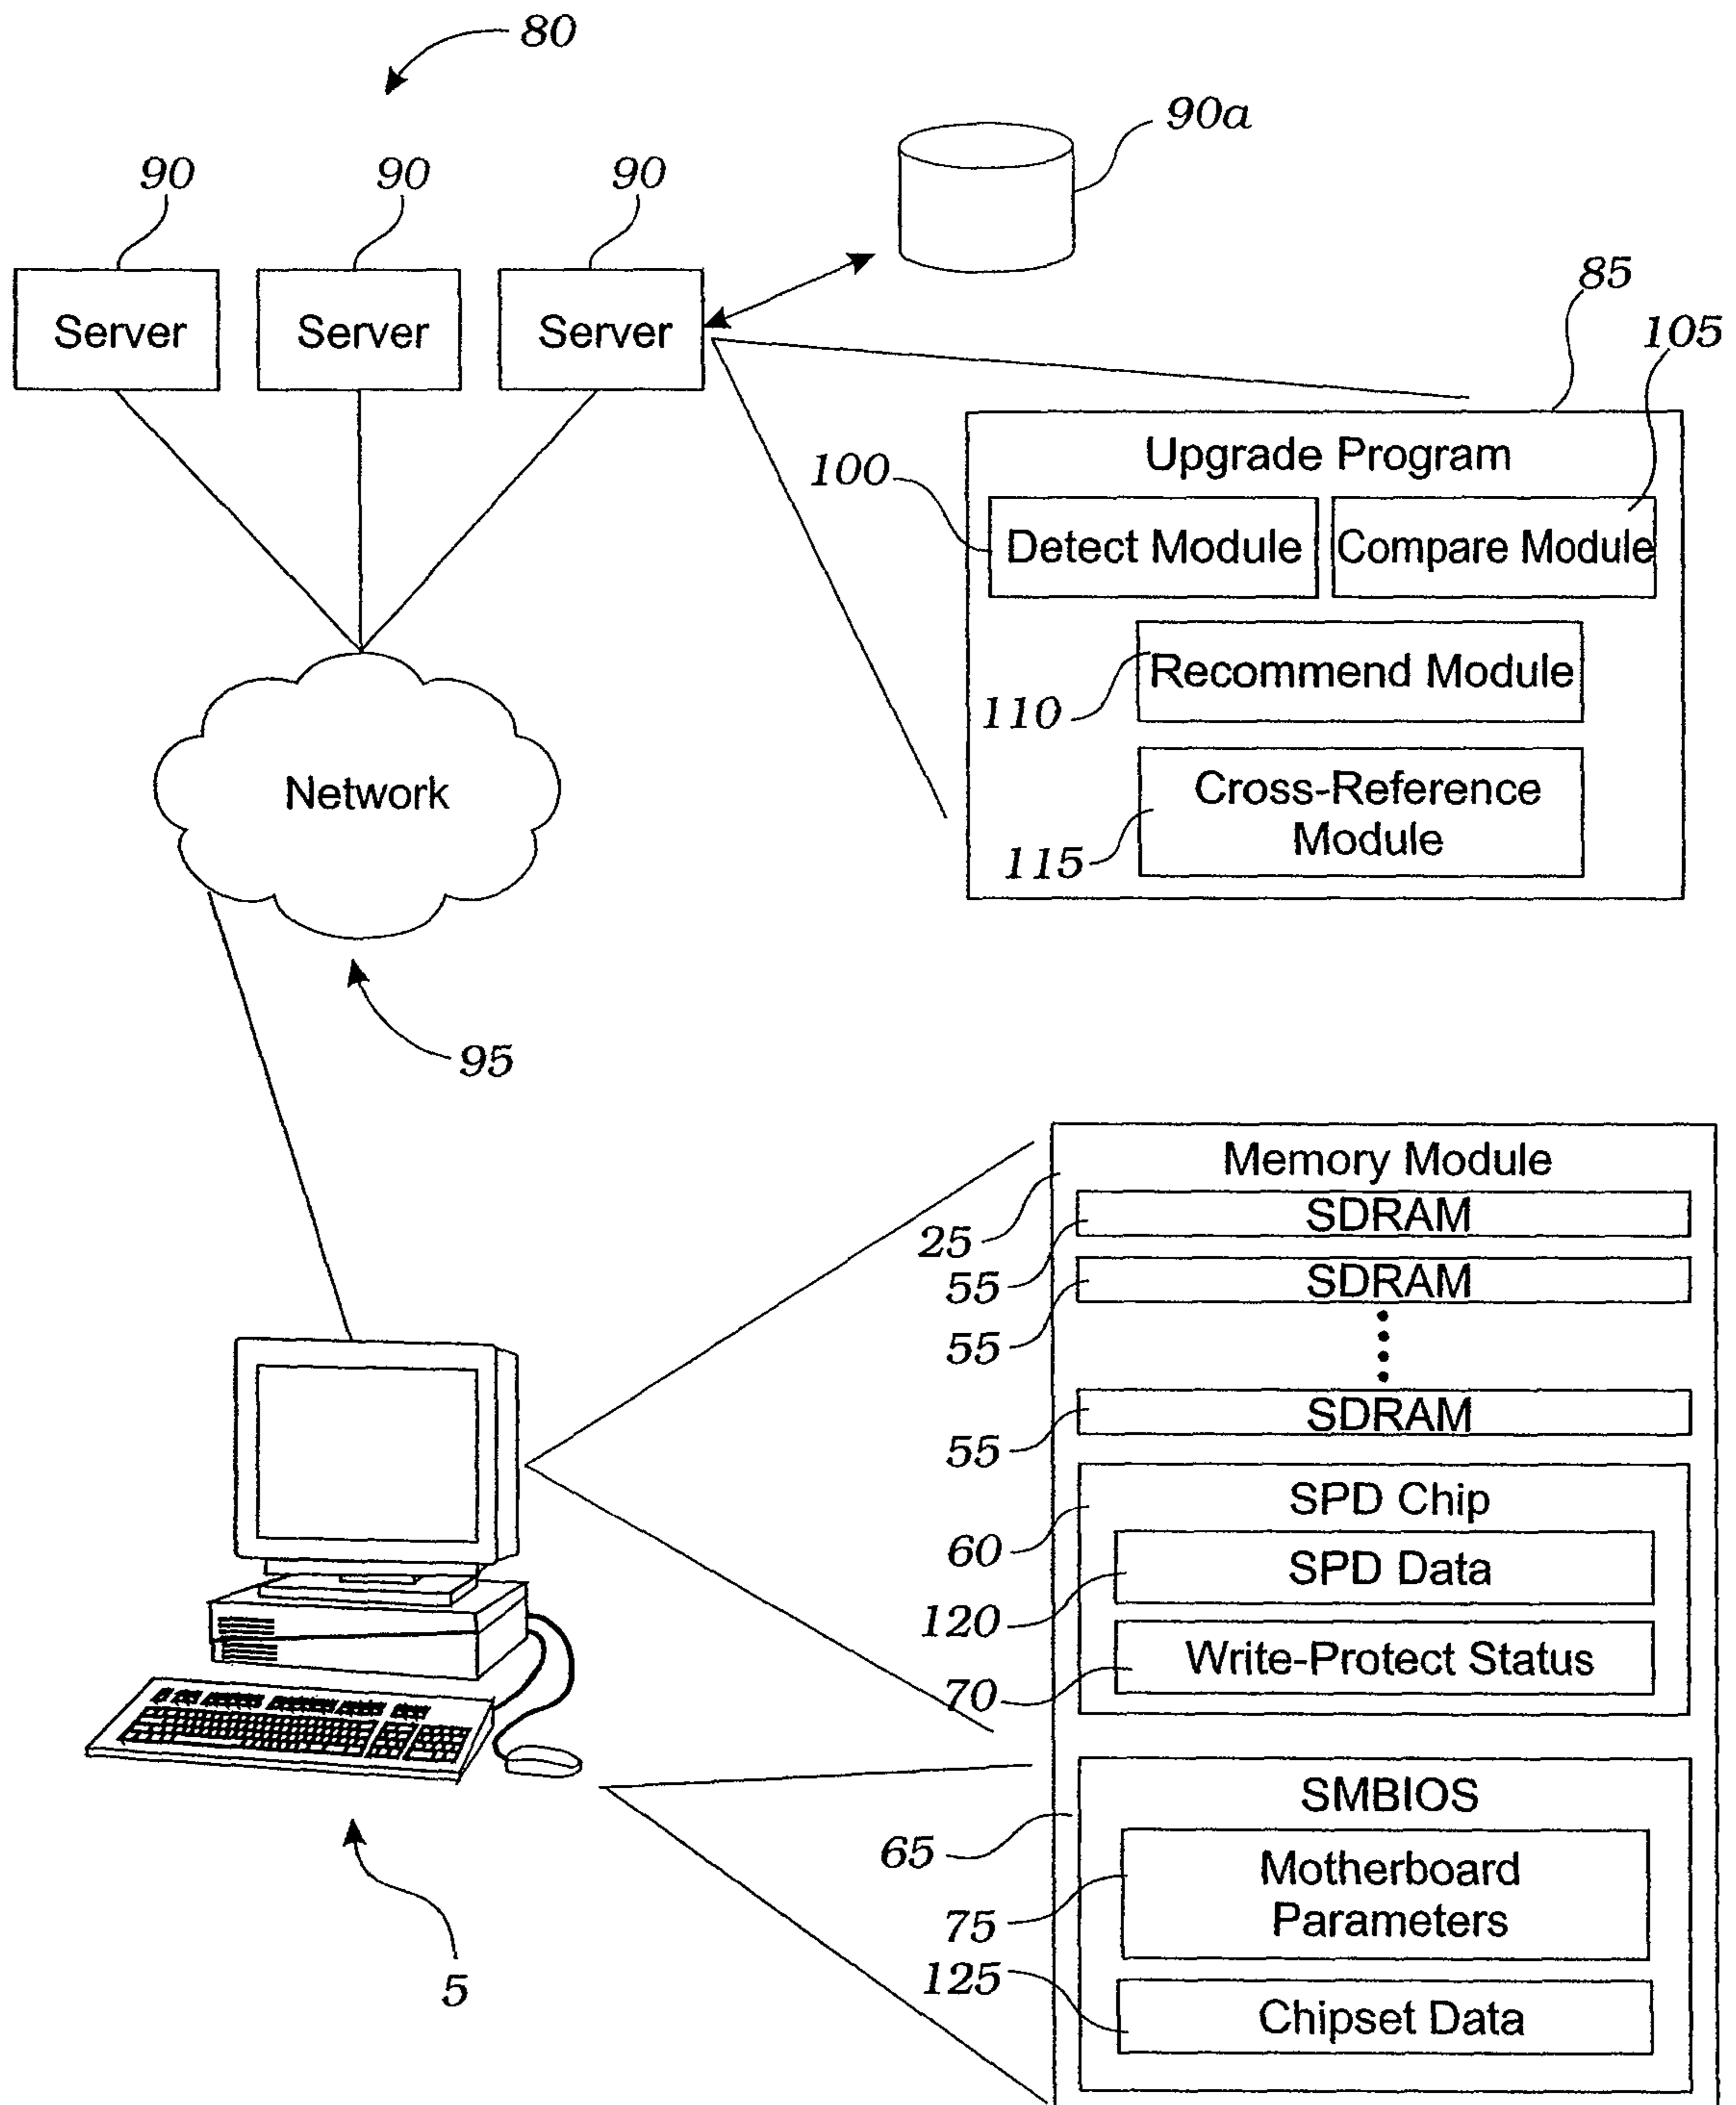 80
90a
90
90
90
Server
Server
Server
85
105
Upgrade Program
100
Detect Module
Compare Module
Recommend Module
110
Cross-Reference
Module
115
Network
95
Memory Module
25
SDRAM
55
SDRAM
55
SDRAM
55
SPD Chip
60
SPD Data
120
Write-Protect Status
70
SMBIOS
65
Motherboard
Parameters
75
125
Chipset Data
5